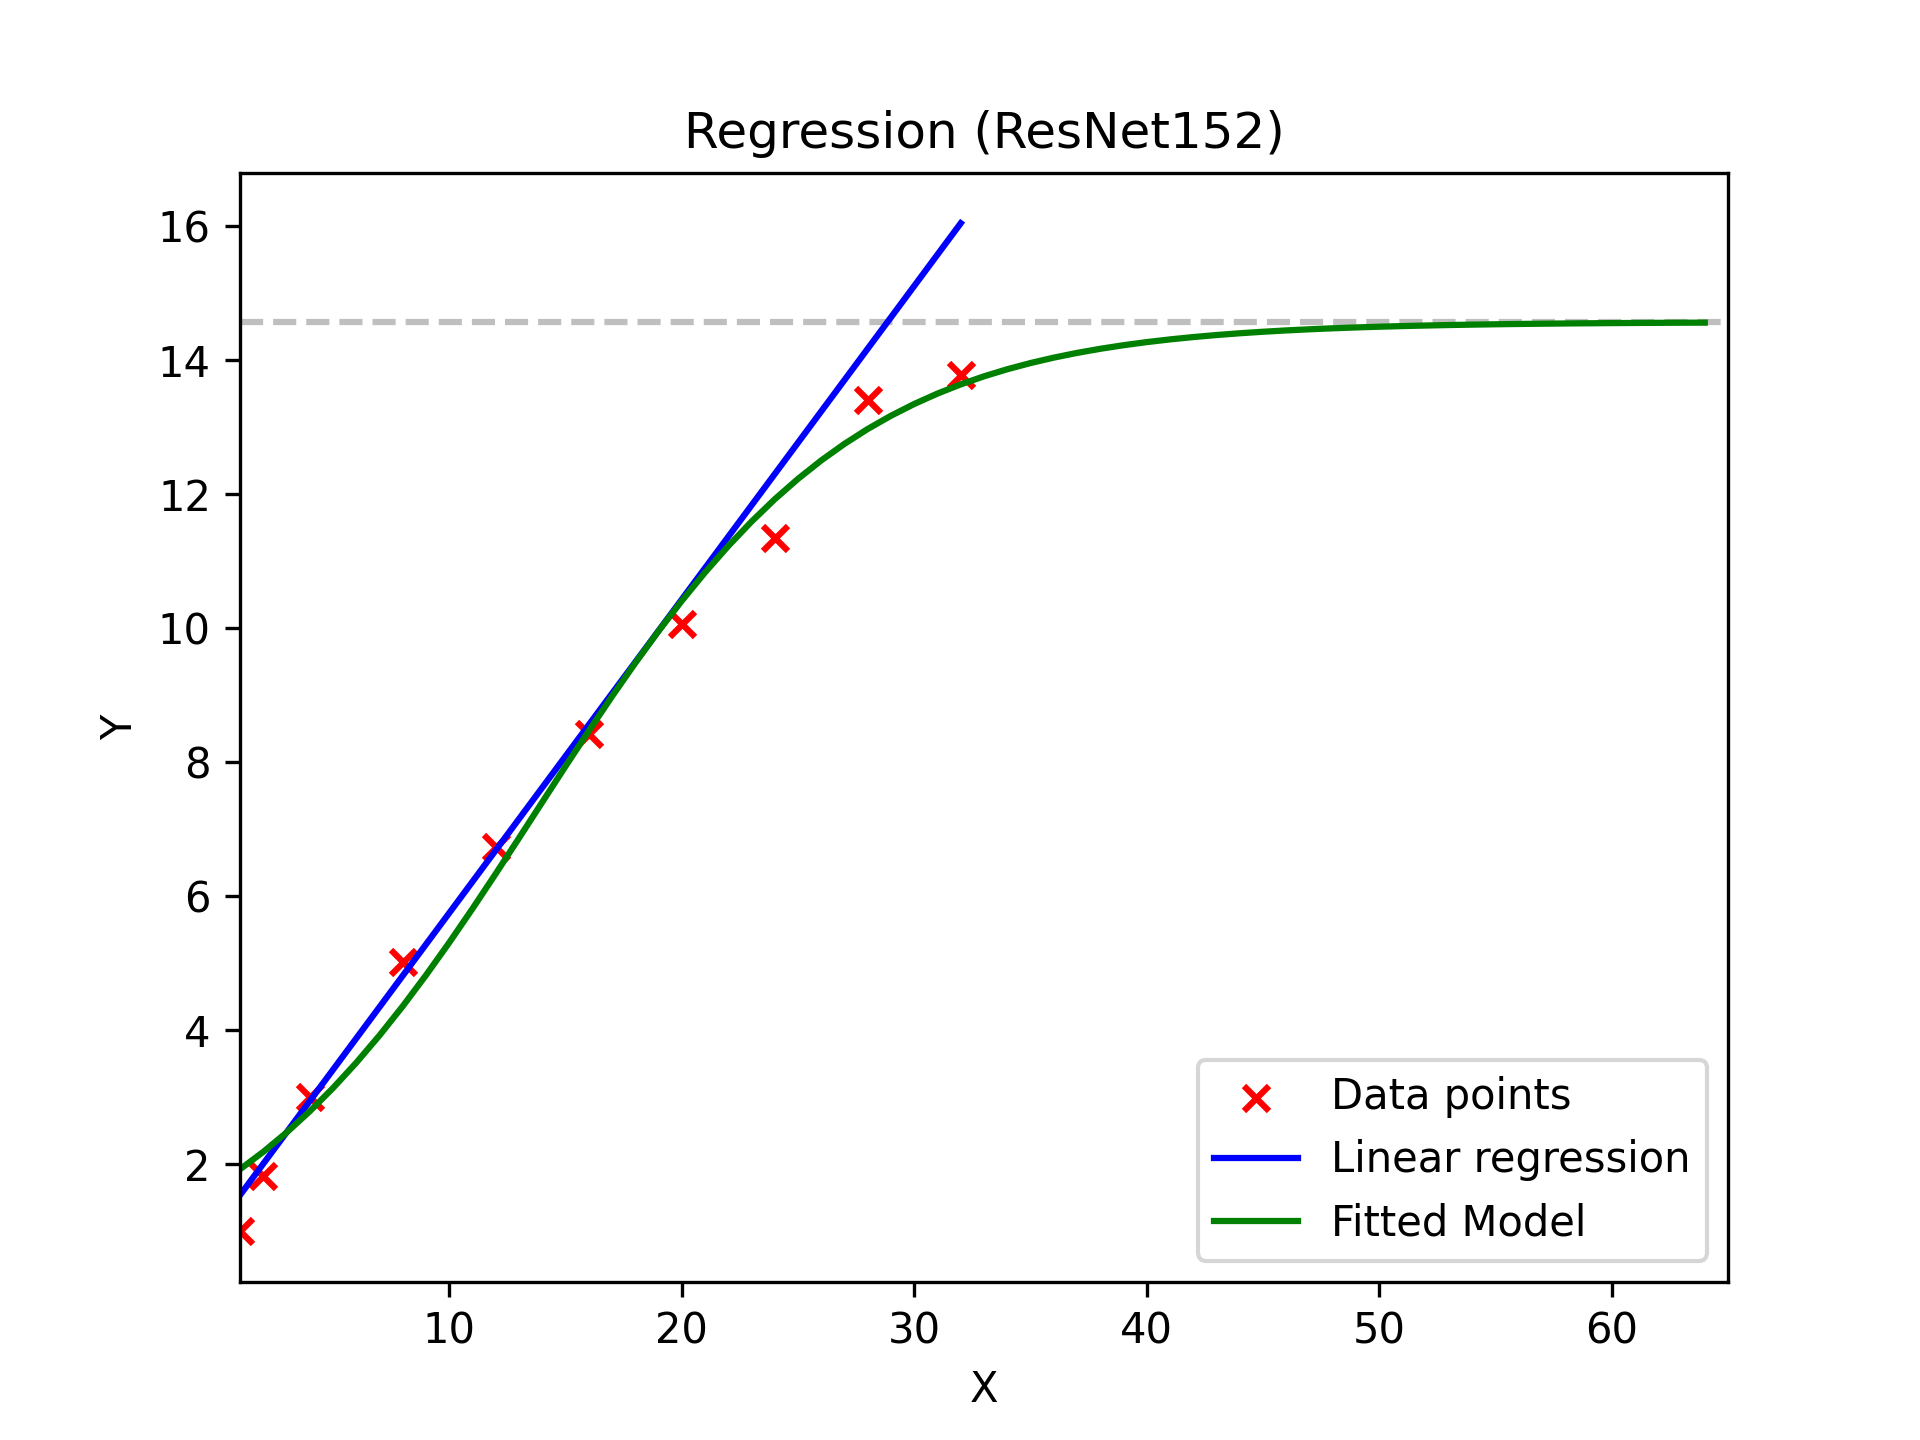 Regression (ResNet152)
16
14
12
10
8
6
4
2
Y
10 20 30 40 50 60
X
Data points
Linear regression
Fitted Model